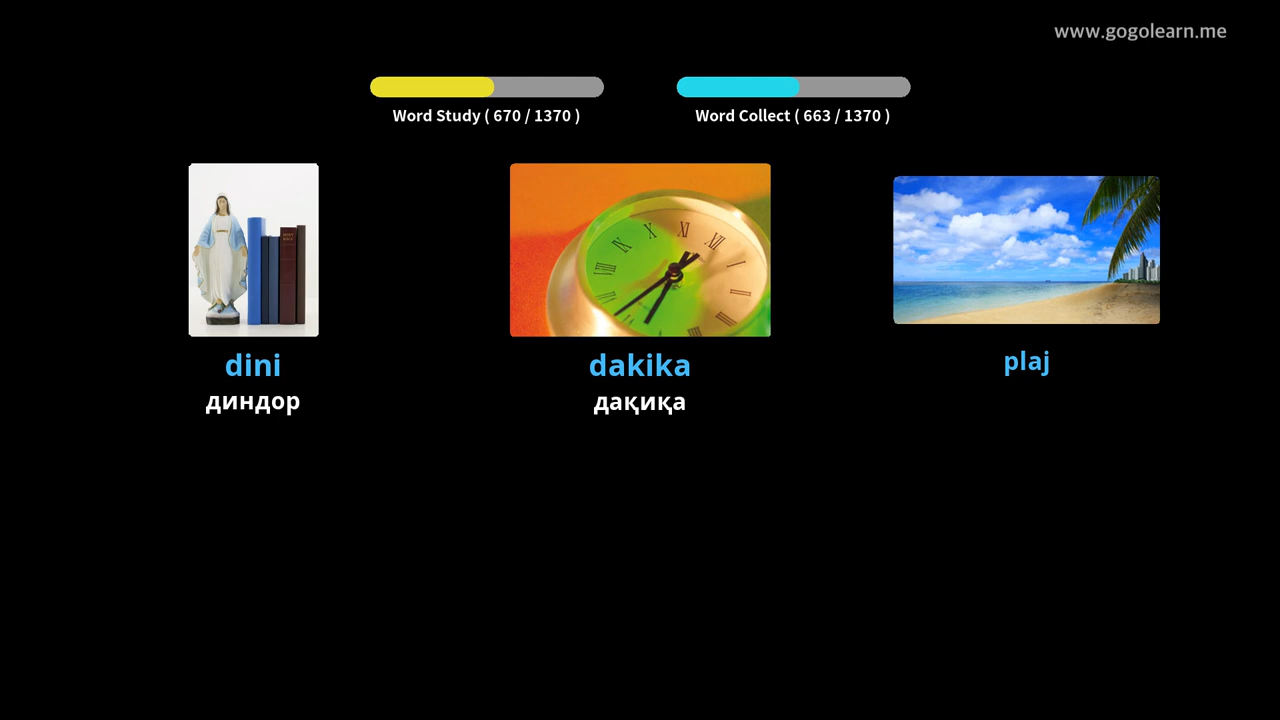 www.gogolearn.me
Word Study ( 670 / 1370 )
Word Collect ( 663 / 1370 )
dini
диндор
dakika
дақиқа
plaj